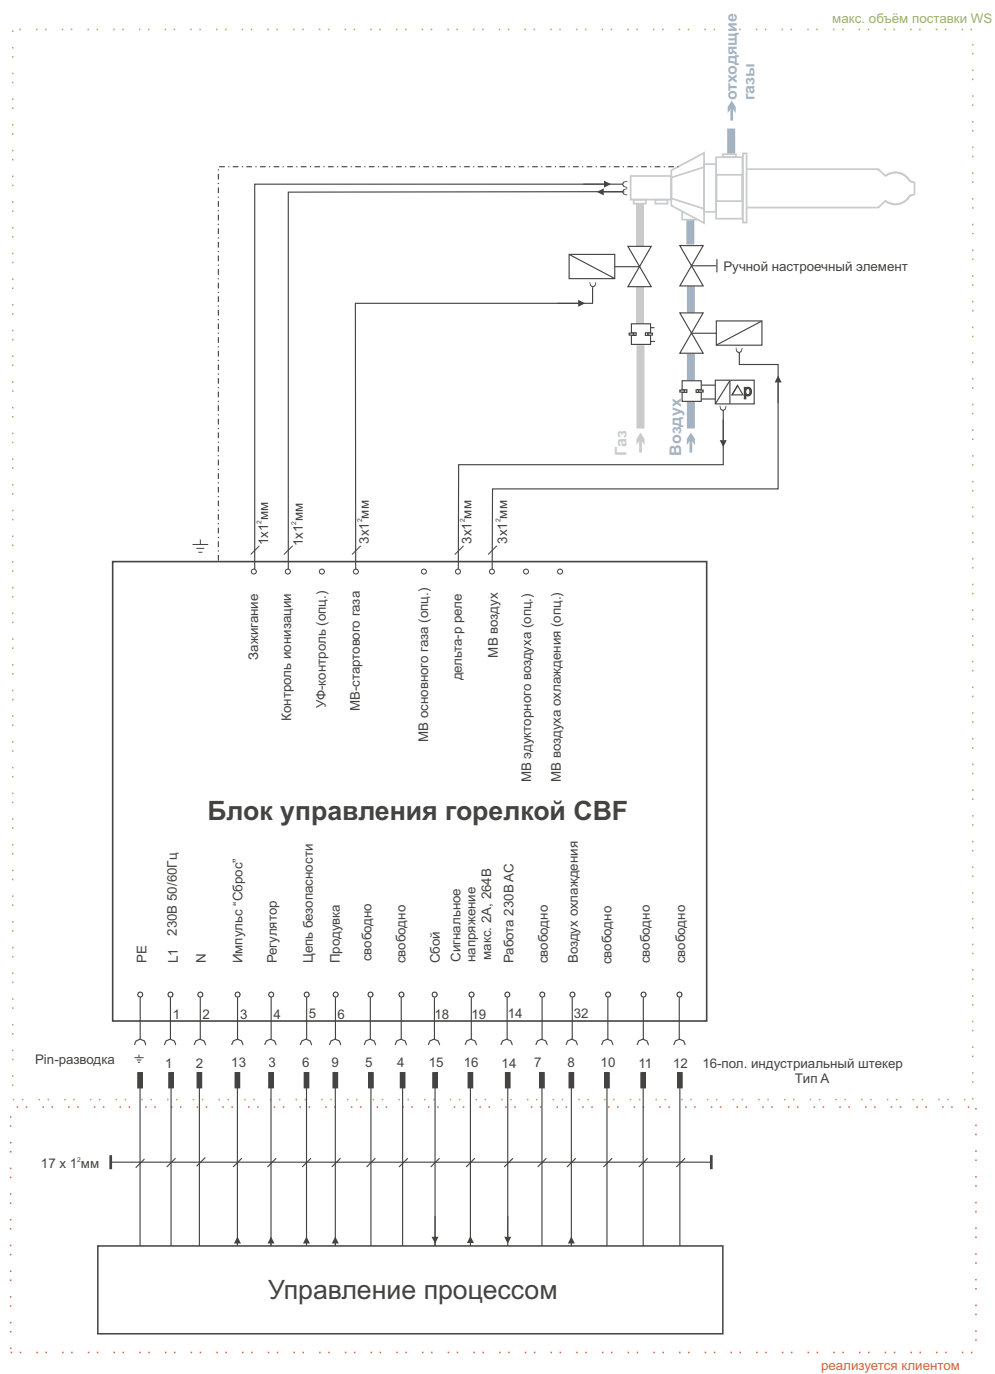 макс. объём поставки WS
отходящие
газы
Ручной настроечный элемент
Δp
Газ
Воздух
1x1²мм
1x1²мм
3x1²мм
3x1²мм
3x1²мм
Зажигание
Контроль ионизации
УФ-контроль (опц.)
МВ-стартового газа
МВ основного газа (опц.)
дельта-р реле
МВ воздух
МВ эдукторного воздуха (опц.)
МВ воздуха охлаждения (опц.)
Блок управления горелкой CBF
PE
L1 230В 50/60Гц
N
Импульс "Сброс"
Регулятор
Цепь безопасности
Продувка
свободно
свободно
Сбой
Сигнальное
напряжение
макс. 2А, 264В
Работа 230В АС
свободно
Воздух охлаждения
свободно
свободно
свободно
1 2 3 4 5 6 18 19 14 32
Pin-разводка
1 2 13 3 6 9 5 4 15 16 14 7 8 10 11 12
16-пол. индустриальный штекер
Тип А
17 x 1²мм
Управление процессом
реализуется клиентом